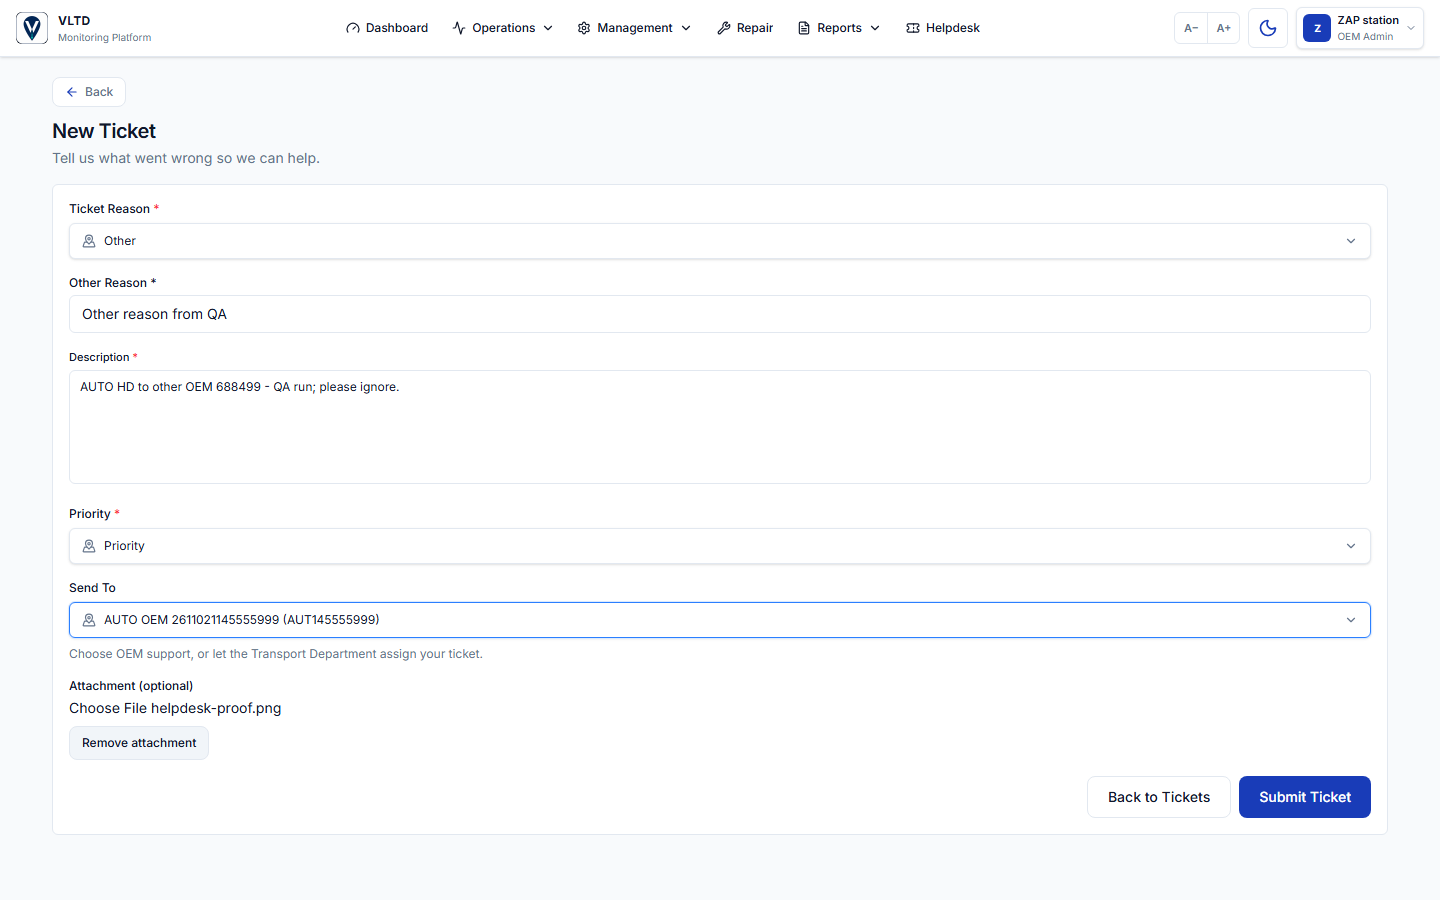 VLTD
Monitoring Platform
Dashboard
Operations
Management
Repair
Reports
Helpdesk
A−
A+
Z
ZAP station
OEM Admin
Back
New Ticket
Tell us what went wrong so we can help.
Ticket Reason *
Other
Other Reason *
Other reason from QA
Description *
AUTO HD to other OEM 688499 - QA run; please ignore.
Priority *
Priority
Send To
AUTO OEM 2611021145555999 (AUT145555999)
Choose OEM support, or let the Transport Department assign your ticket.
Attachment (optional)
Choose File helpdesk-proof.png
Remove attachment
Back to Tickets
Submit Ticket